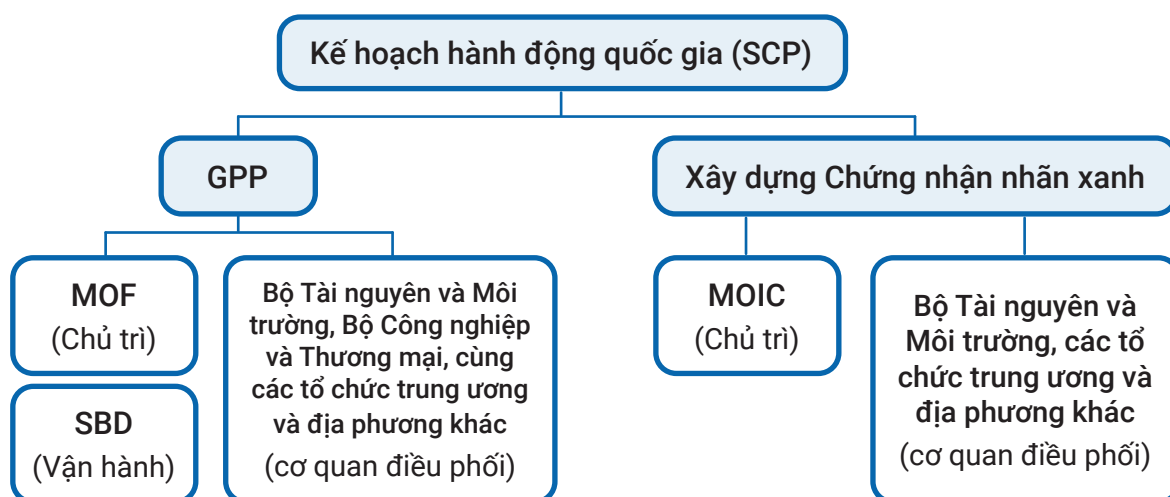 Kế hoạch hành động quốc gia (SCP)
GPP
Xây dựng Chứng nhận nhãn xanh
MOF
(Chủ trì)
SBD
(Vận hành)
Bộ Tài nguyên và Môi
trường, Bộ Công nghiệp
và Thương mại, cùng
các tổ chức trung ương
và địa phương khác
(cơ quan điều phối)
MOIC
(Chủ trì)
Bộ Tài nguyên và
Môi trường, các tổ
chức trung ương và
địa phương khác
(cơ quan điều phối)